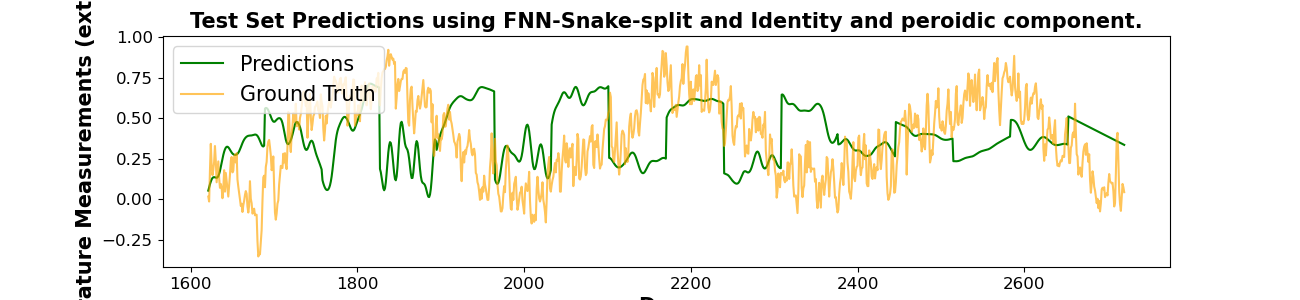 Test Set Predictions using FNN-Snake-split and Identity and peroidic component.
rature Measurements (ext
1.00
0.75
0.50
0.25
0.00
−0.25
Predictions
Ground Truth
1600 1800 2000 2200 2400 2600